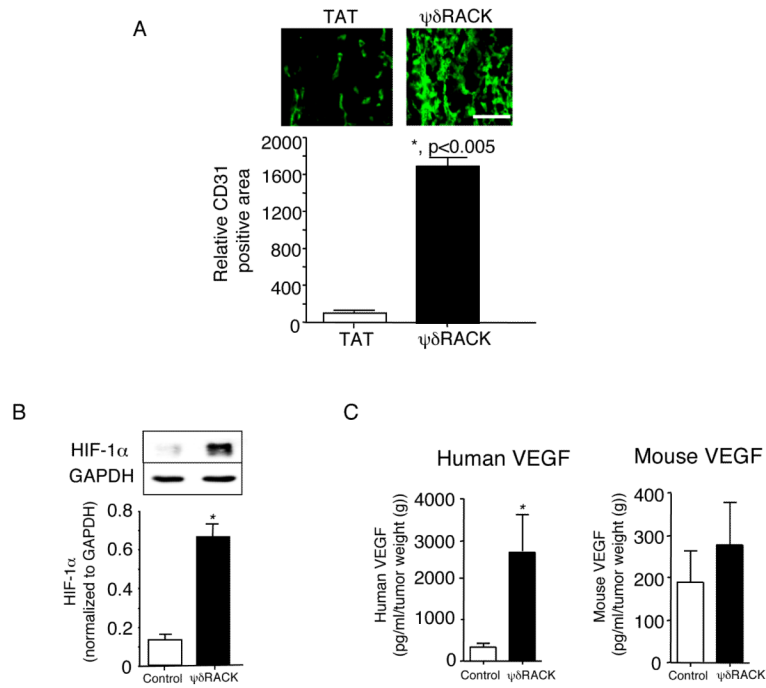 A
TAT
ψδRACK
Relative CD31
positive area
2000
1600
1200
800
400
0
*, p<0.005
TAT
ψδRACK
B
HIF-1α
GAPDH
HIF-1α
(normalized to GAPDH)
0.8
0.6
0.4
0.2
0
*
Control
ψδRACK
C
Human VEGF
Human VEGF
(pg/ml/tumor weight (g))
4000
3000
2000
1000
0
*
Control
ψδRACK
Mouse VEGF
Mouse VEGF
(pg/ml/tumor weight (g))
400
300
200
100
0
Control
ψδRACK